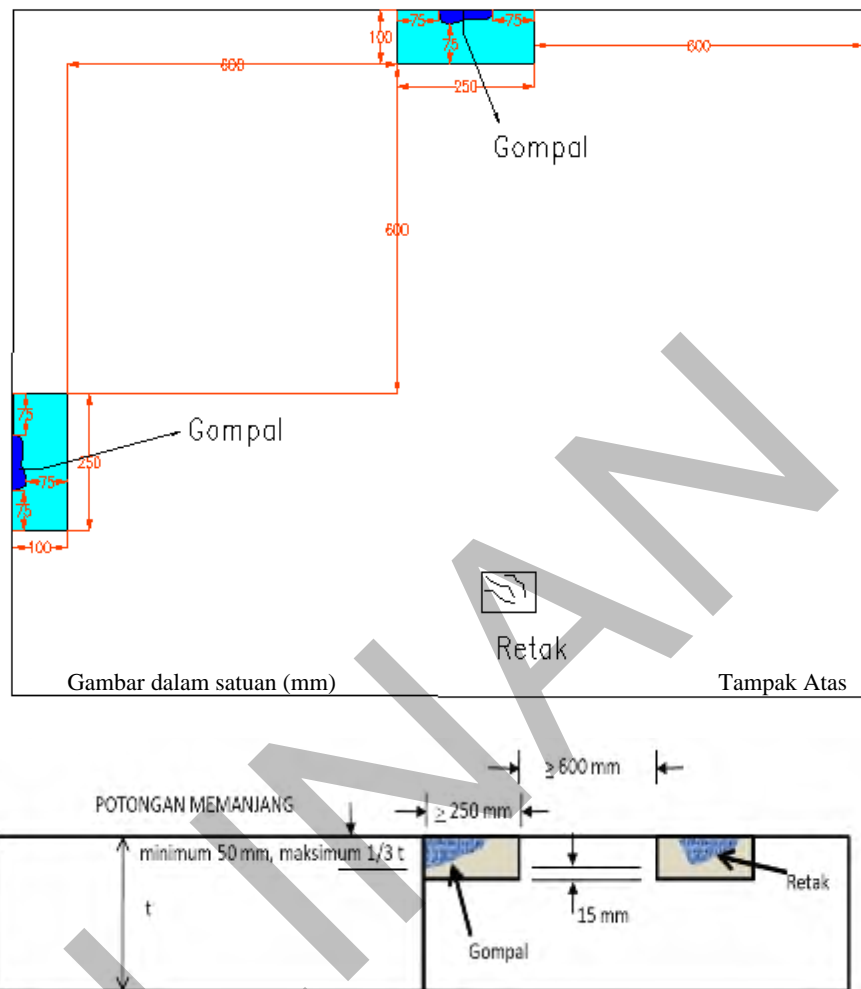 75
75
100
75
600
600
250
Gompal
600
75
Gompal
250
75
75
100
Retak
Gambar dalam satuan (mm)
Tampak Atas
≥ 600 mm
POTONGAN MEMANJANG
≥ 250 mm
minimum 50 mm, maksimum 1/3 t
Retak
t
15 mm
Gompal
LINAN